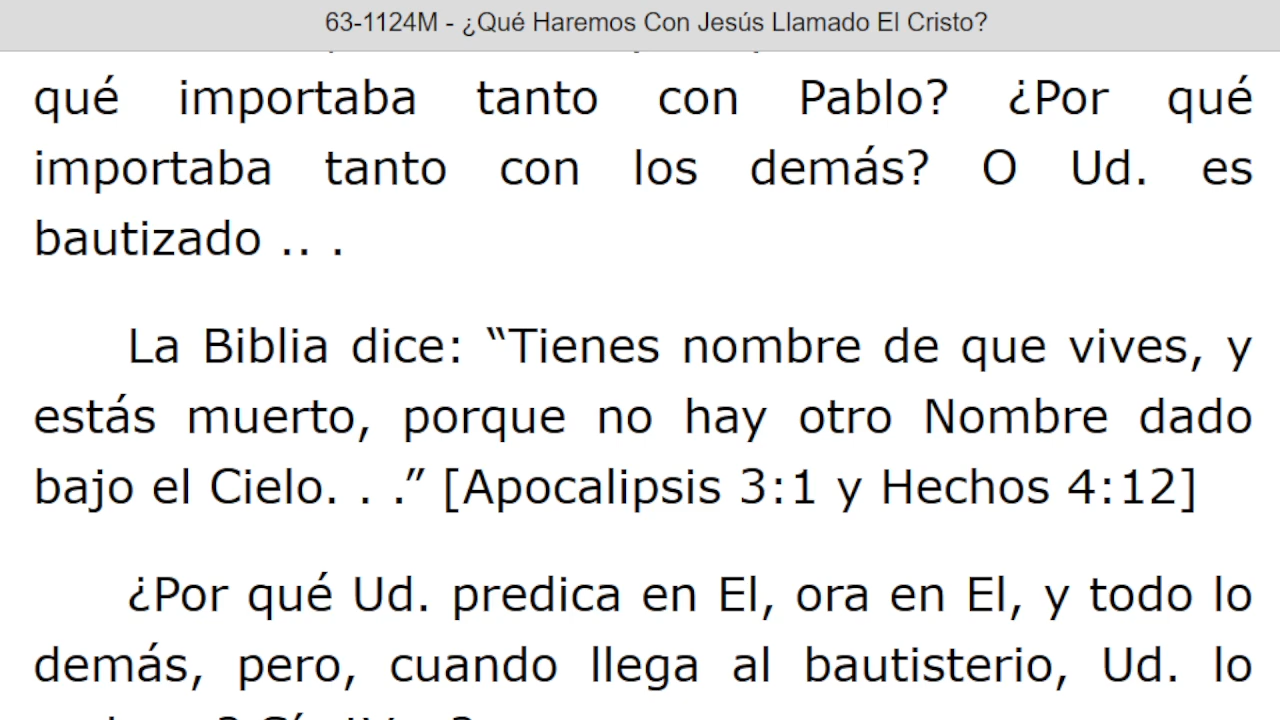 63-1124M - ¿Qué Haremos Con Jesús Llamado El Cristo?
qué importaba tanto con Pablo? ¿Por qué
importaba tanto con los demás? O Ud. es
bautizado .. .
La Biblia dice: “Tienes nombre de que vives, y
estás muerto, porque no hay otro Nombre dado
bajo el Cielo. . .” [Apocalipsis 3:1 y Hechos 4:12]
¿Por qué Ud. predica en El, ora en El, y todo lo
demás, pero, cuando llega al bautisterio, Ud. lo